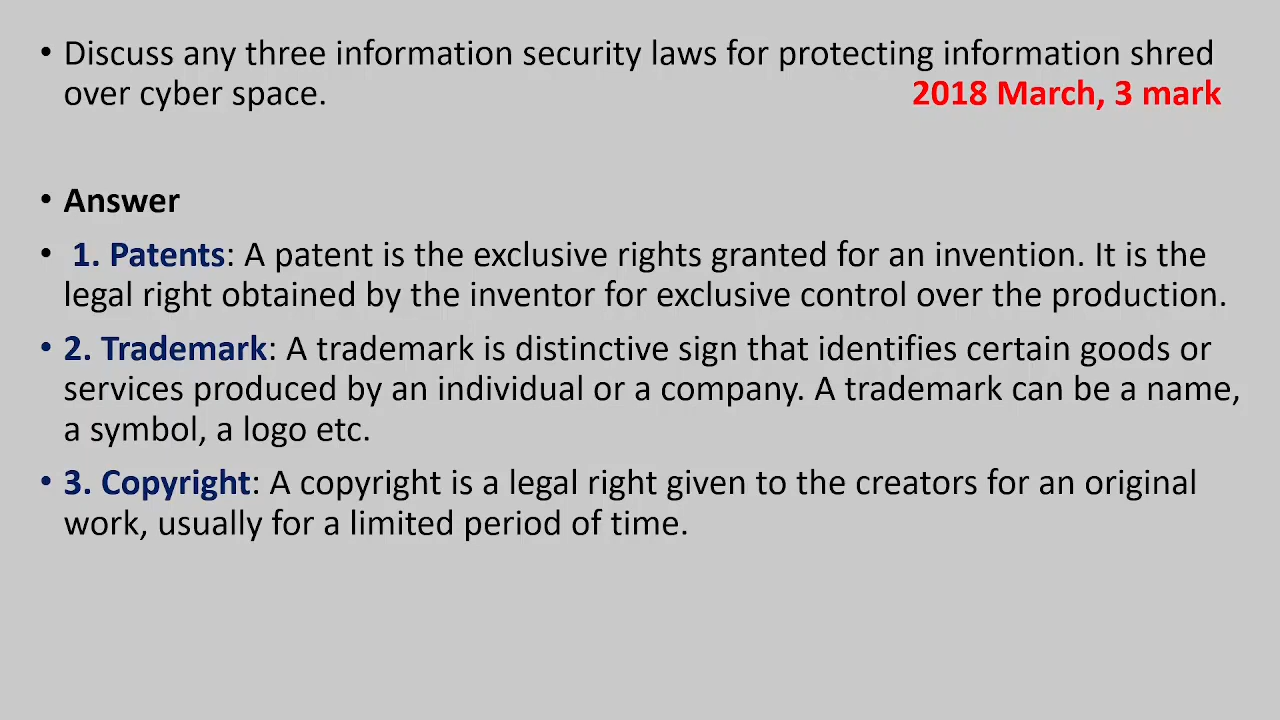 • Discuss any three information security laws for protecting information shred
over cyber space. 2018 March, 3 mark
• Answer
• 1. Patents: A patent is the exclusive rights granted for an invention. It is the
legal right obtained by the inventor for exclusive control over the production.
• 2. Trademark: A trademark is distinctive sign that identifies certain goods or
services produced by an individual or a company. A trademark can be a name,
a symbol, a logo etc.
• 3. Copyright: A copyright is a legal right given to the creators for an original
work, usually for a limited period of time.